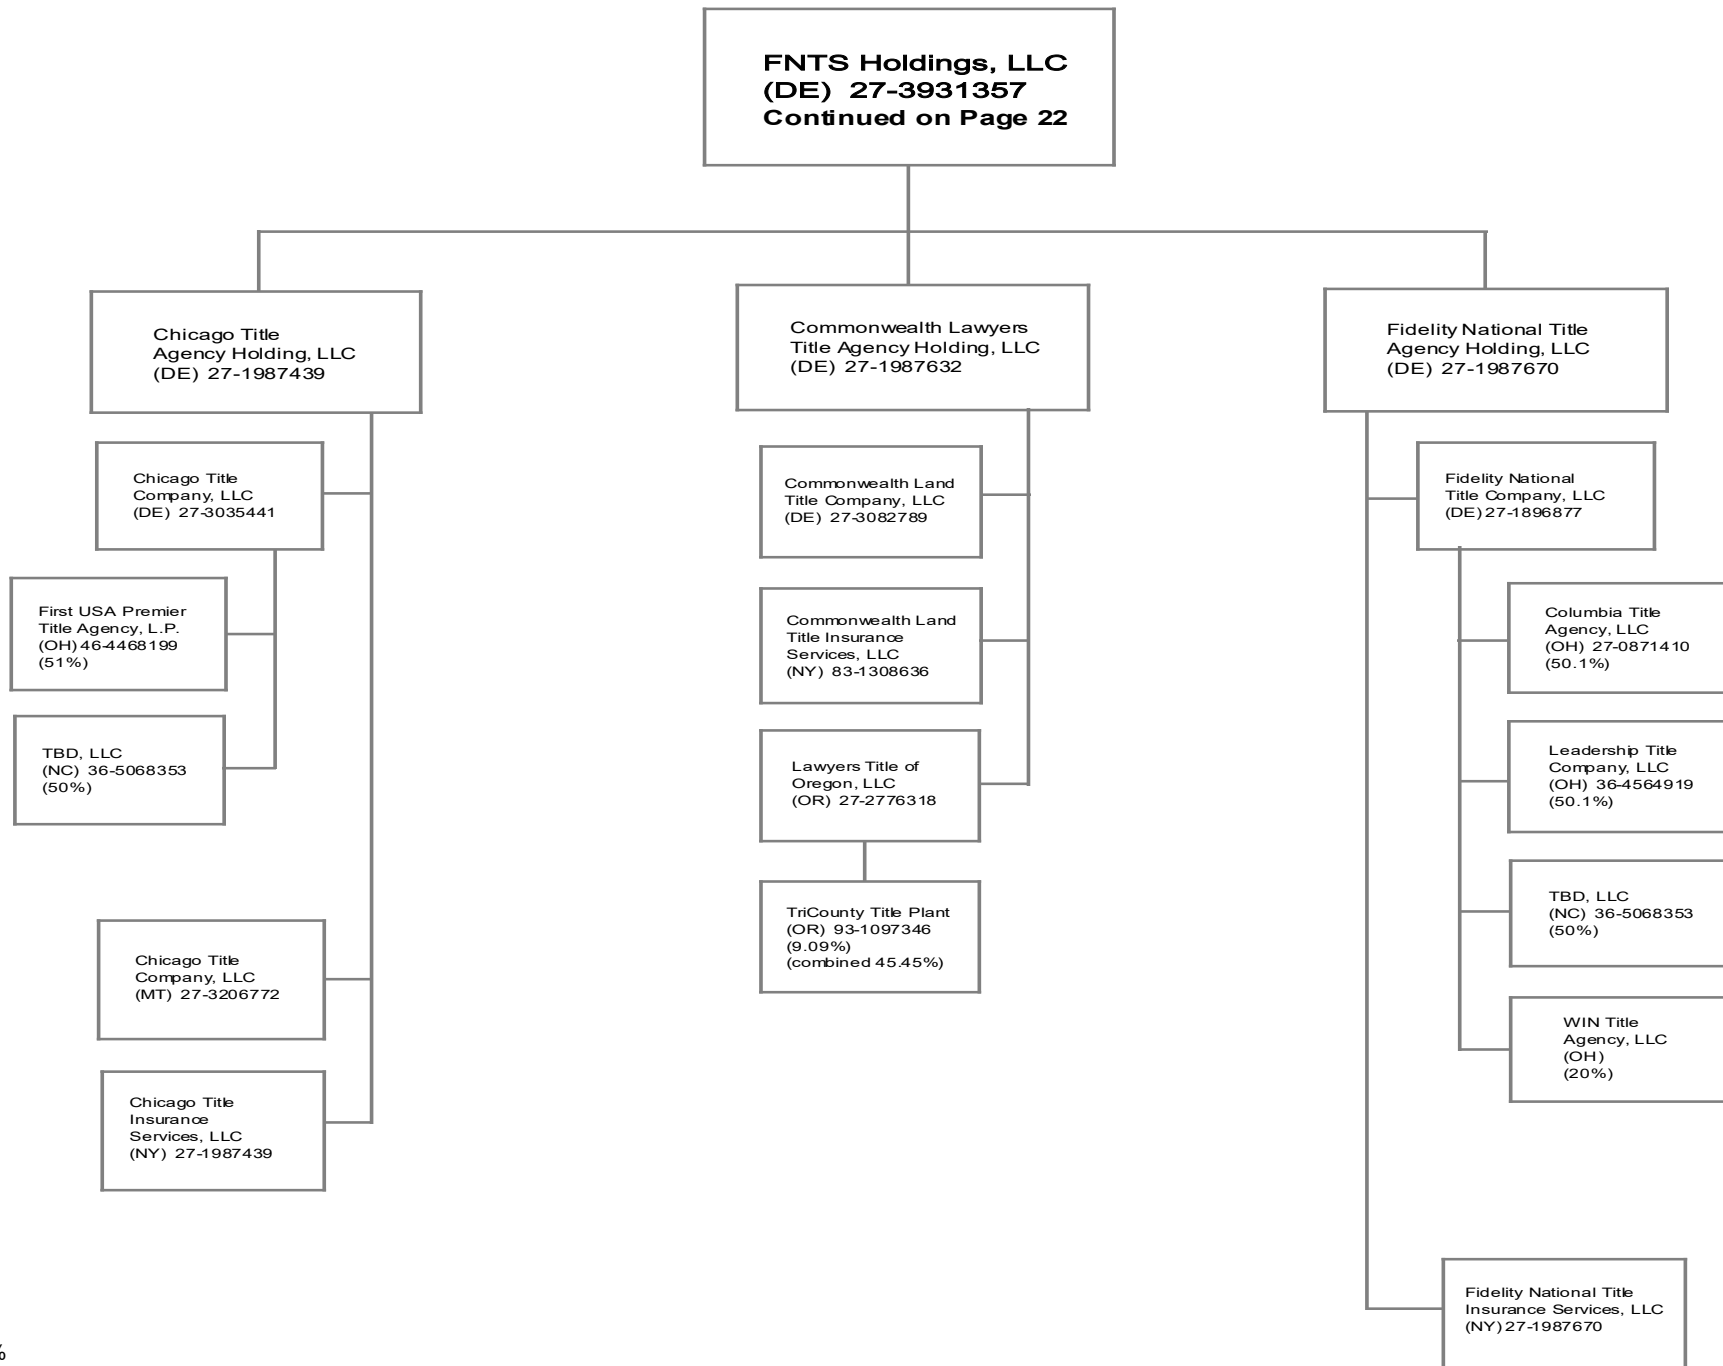 FNTS Holdings, LLC
(DE) 27-3931357
Continued on Page 22
Chicago Title
Agency Holding, LLC
(DE) 27-1987439
Commonwealth Lawyers
Title Agency Holding, LLC
(DE) 27-1987632
Fidelity National Title
Agency Holding, LLC
(DE) 27-1987670
Chicago Title
Company, LLC
(DE) 27-3035441
First USA Premier
Title Agency, L.P.
(OH) 46-4468199
(51%)
TBD, LLC
(NC) 36-5068353
(50%)
Chicago Title
Company, LLC
(MT) 27-3206772
Chicago Title
Insurance
Services, LLC
(NY) 27-1987439
Commonwealth Land
Title Company, LLC
(DE) 27-3082789
Commonwealth Land
Title Insurance
Services, LLC
(NY) 83-1308636
Lawyers Title of
Oregon, LLC
(OR) 27-2776318
TriCounty Title Plant
(OR) 93-1097346
(9.09%)
(combined 45.45%)
Fidelity National
Title Company, LLC
(DE) 27-1896877
Columbia Title
Agency, LLC
(OH) 27-0871410
(50.1%)
Leadership Title
Company, LLC
(OH) 36-4564919
(50.1%)
TBD, LLC
(NC) 36-5068353
(50%)
WIN Title
Agency, LLC
(OH)
(20%)
Fidelity National Title
Insurance Services, LLC
(NY) 27-1987670
%